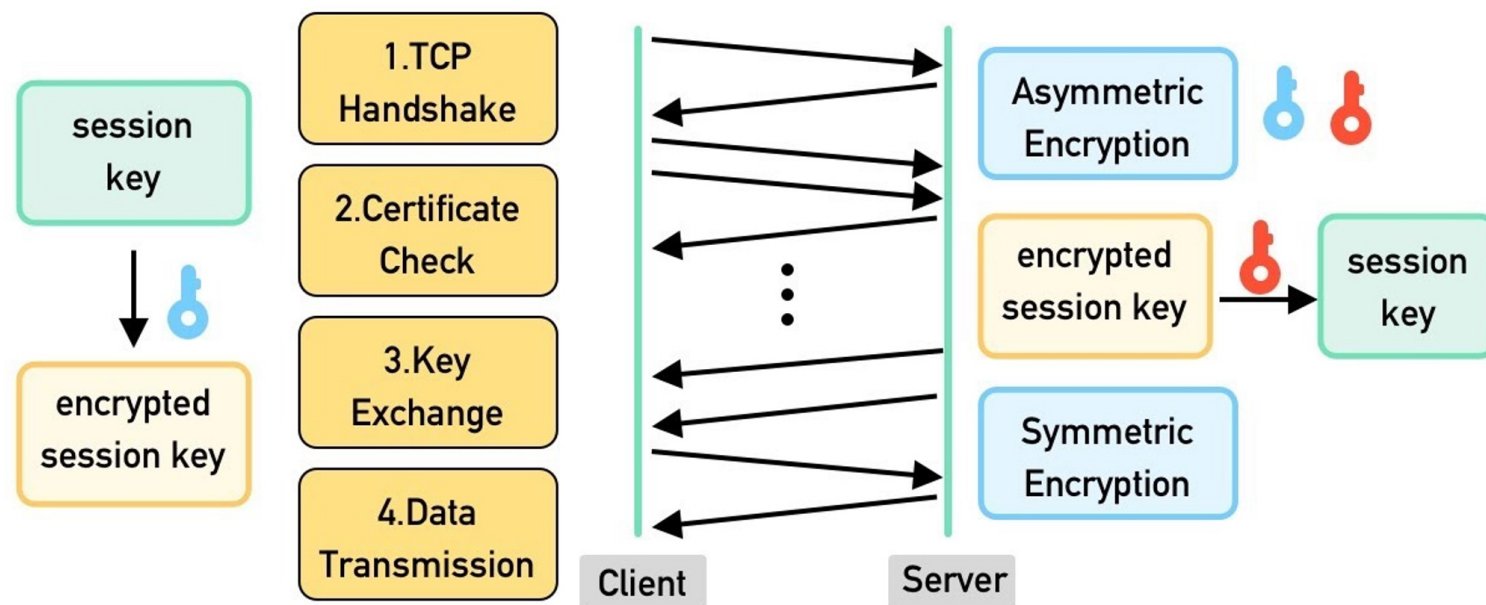 session
key
encrypted
session key
1.TCP
Handshake
2.Certificate
Check
3.Key
Exchange
4.Data
Transmission
Client
Server
Asymmetric
Encryption
encrypted
session key
session
key
Symmetric
Encryption